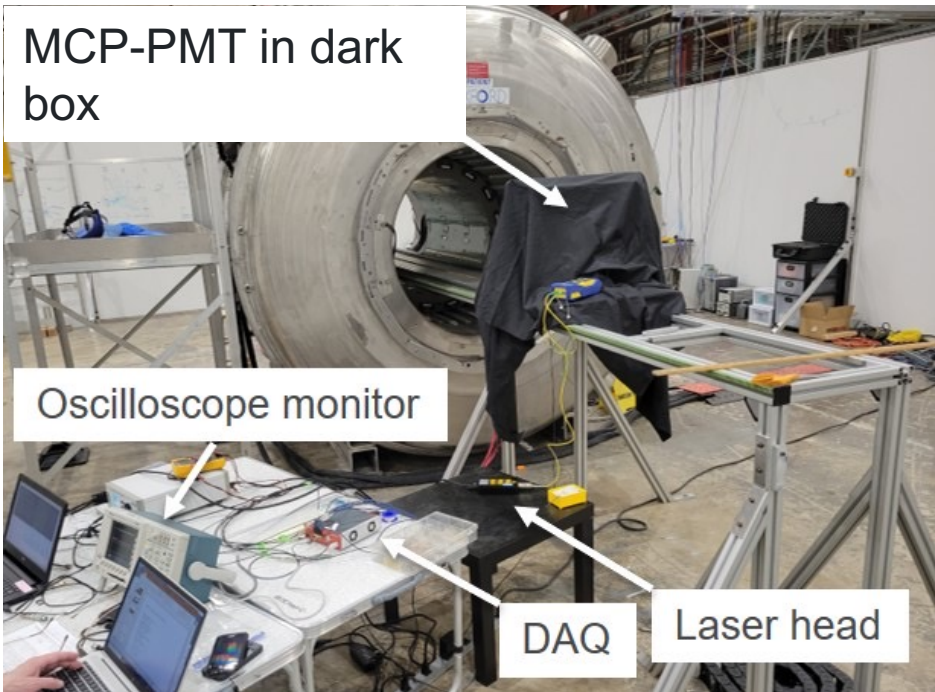 MCP-PMT in dark
box
Oscilloscope monitor
DAQ
Laser head